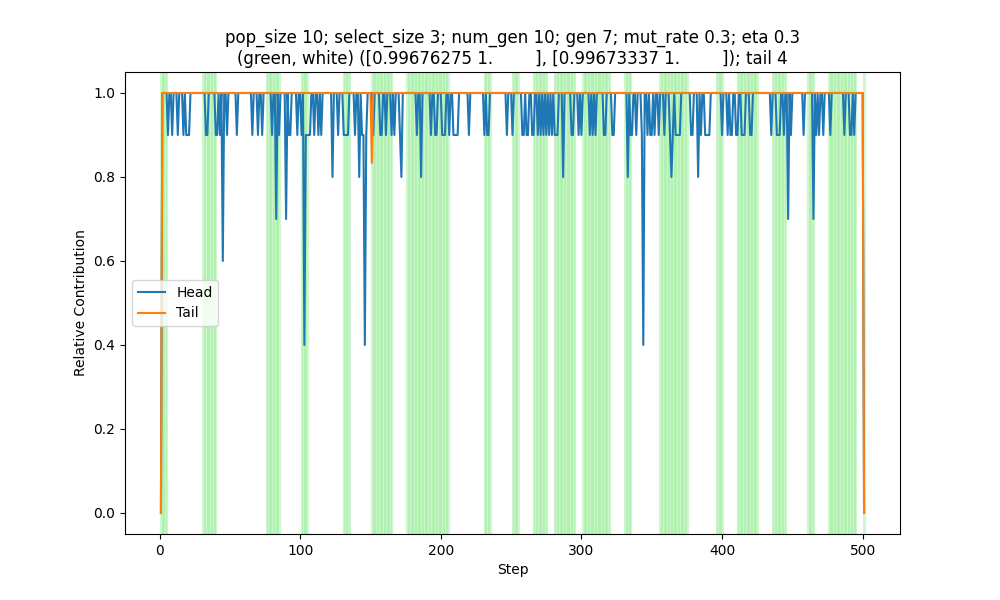 pop_size 10; select_size 3; num_gen 10; gen 7; mut_rate 0.3; eta 0.3
(green, white) ([0.99676275 1.        ], [0.99673337 1.        ]); tail 4
1.0
0.8
0.6
0.4
0.2
0.0
Relative Contribution
Head
Tail
0 100 200 300 400 500
Step